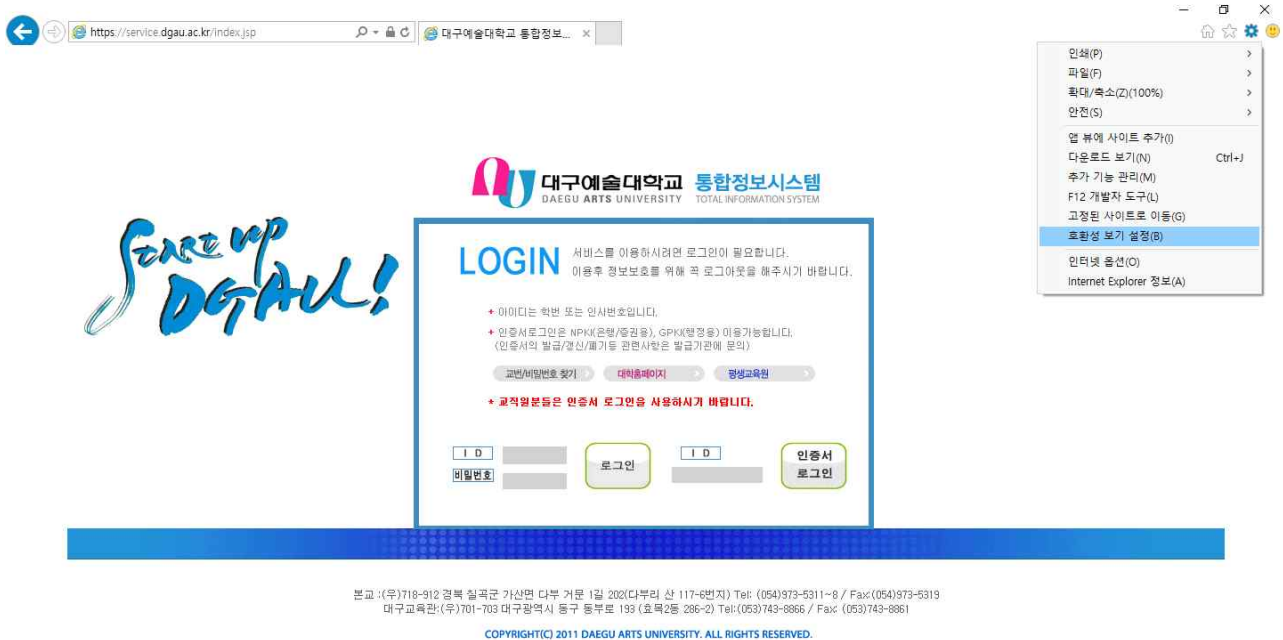 https://service.dgau.ac.kr/index.jsp
대구예술대학교 통합정보...
인쇄(P)
파일(F)
확대/축소(Z)(100%)
안전(S)
앱 뷰에 사이트 추가(I)
다운로드 보기(N) Ctrl+J
추가 기능 관리(M)
F12 개발자 도구(L)
고정된 사이트로 이동(G)
호환성 보기 설정(B)
인터넷 옵션(O)
Internet Explorer 정보(A)
대구예술대학교 통합정보시스템
DAEGU ARTS UNIVERSITY TOTAL INFORMATION SYSTEM
START UP
DGAU!
LOGIN
서비스를 이용하시려면 로그인이 필요합니다.
이용후 정보보호를 위해 꼭 로그아웃을 해주시기 바랍니다.
+ 아이디는 학번 또는 인사번호입니다.
+ 인증서로그인은 NPKI(은행/증권용), GPKI(행정용) 이용가능합니다.
(인증서의 발급/갱신/폐기등 관련사항은 발급기관에 문의)
교번/비밀번호 찾기 대학홈페이지 평생교육원
* 교직원분들은 인증서 로그인을 사용하시기 바랍니다.
I D
비밀번호
로그인
I D
인증서
로그인
본교 :(우)718-912 경북 칠곡군 가산면 다부 거문 1길 202(다부리 산 117-6번지) Tel: (054)973-5311~8 / Fax:(054)973-5319
대구교육관:(우)701-703 대구광역시 동구 동부로 193 (효목2동 286-2) Tel:(053)743-8866 / Fax: (053)743-8861
COPYRIGHT(C) 2011 DAEGU ARTS UNIVERSITY. ALL RIGHTS RESERVED.